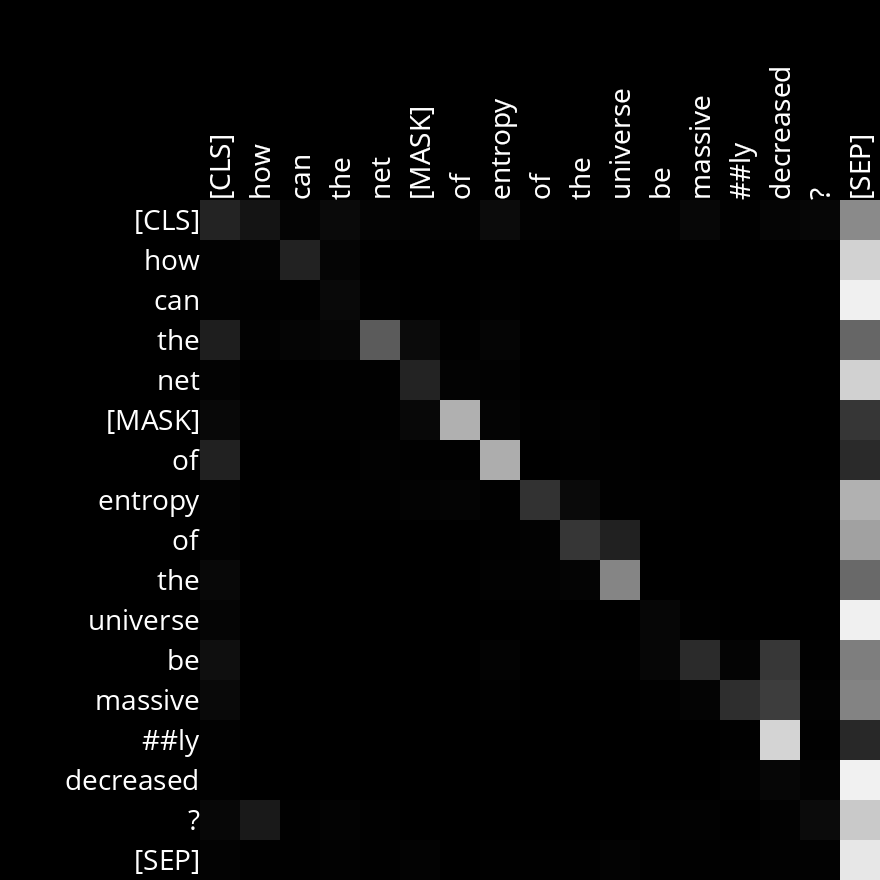 [CLS] how can the net [MASK] of entropy of the universe be massive ##ly decreased ? [SEP]
[CLS]
how
can
the
net
[MASK]
of
entropy
of
the
universe
be
massive
##ly
decreased
?
[SEP]